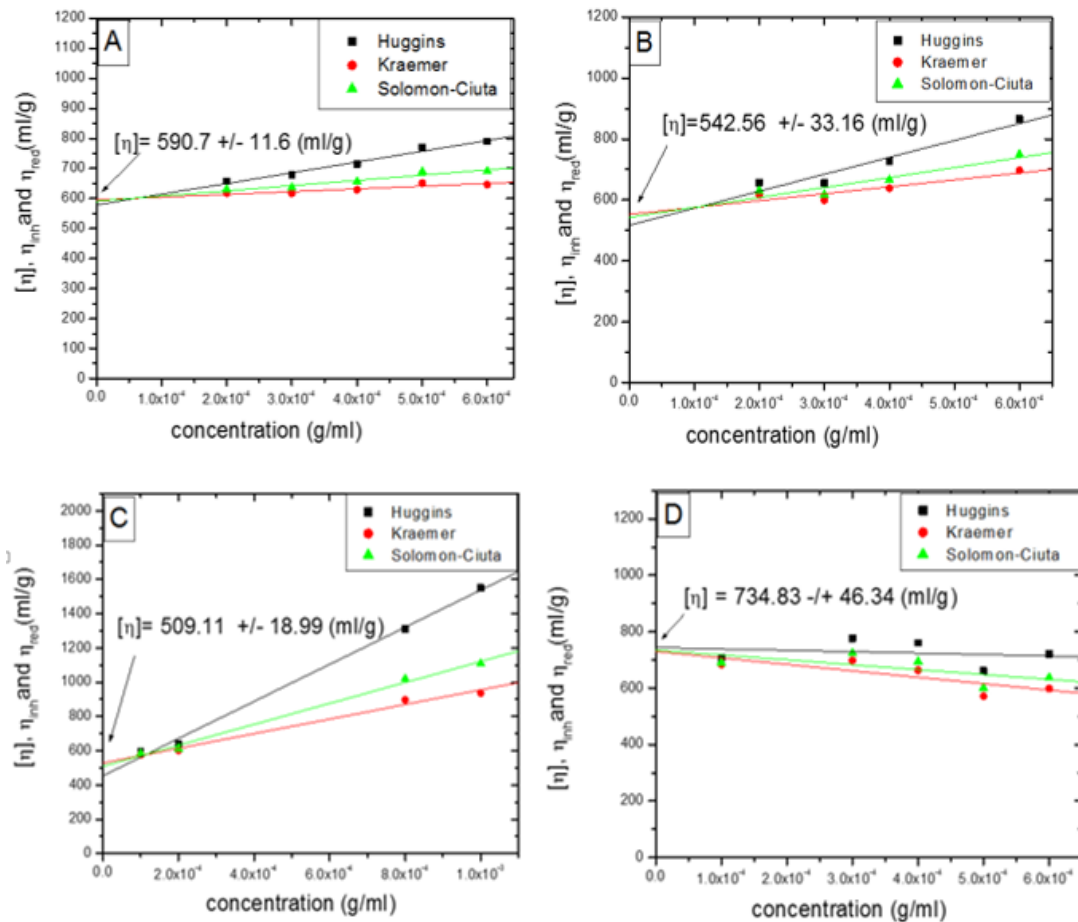 A
Huggins
Kraemer
Solomon-Ciuta
[η]= 590.7 +/- 11.6 (ml/g)
[η], ηinh and ηred(ml/g)
1200
1100
1000
900
800
700
600
500
400
300
200
100
0
0.0 1.0x10⁻⁴ 2.0x10⁻⁴ 3.0x10⁻⁴ 4.0x10⁻⁴ 5.0x10⁻⁴ 6.0x10⁻⁴
concentration (g/ml)
B
Huggins
Kraemer
Solomon-Ciuta
[η]=542.56 +/- 33.16 (ml/g)
[η], ηinh and ηred(ml/g)
1200
1000
800
600
400
200
0
0.0 1.0x10⁻⁴ 2.0x10⁻⁴ 3.0x10⁻⁴ 4.0x10⁻⁴ 5.0x10⁻⁴ 6.0x10⁻⁴
concentration (g/ml)
C
Huggins
Kraemer
Solomon-Ciuta
[η]= 509.11 +/- 18.99 (ml/g)
[η], ηinh and ηred(ml/g)
2000
1800
1600
1400
1200
1000
800
600
400
200
0
0.0 2.0x10⁻⁴ 4.0x10⁻⁴ 6.0x10⁻⁴ 8.0x10⁻⁴ 1.0x10⁻³
concentration (g/ml)
D
Huggins
Kraemer
Solomon-Ciuta
[η] = 734.83 -/+ 46.34 (ml/g)
[η], ηinh and ηred(ml/g)
1200
1000
800
600
400
200
0
0.0 1.0x10⁻⁴ 2.0x10⁻⁴ 3.0x10⁻⁴ 4.0x10⁻⁴ 5.0x10⁻⁴ 6.0x10⁻⁴
concentration (g/ml)